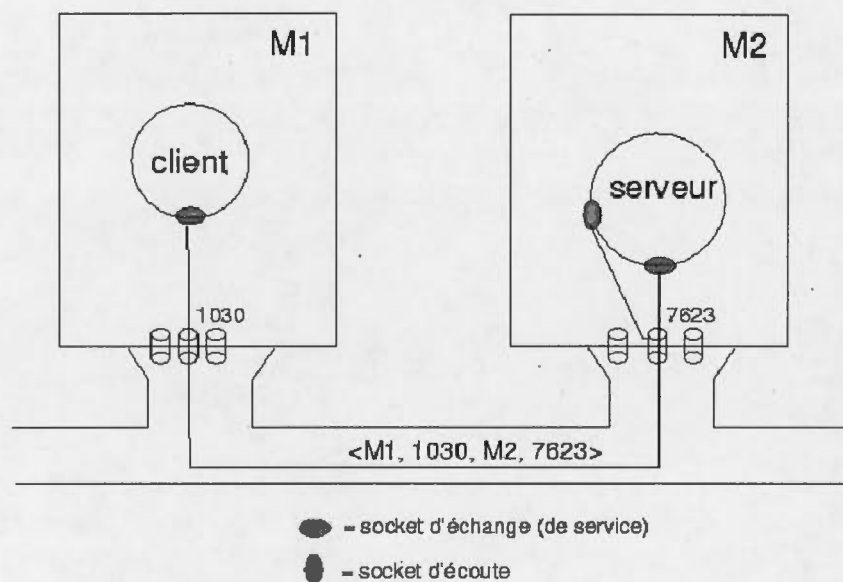 M1
M2
client
serveur
1030
7623
<M1, 1030, M2, 7623>
= socket d'échange (de service)
= socket d'écoute